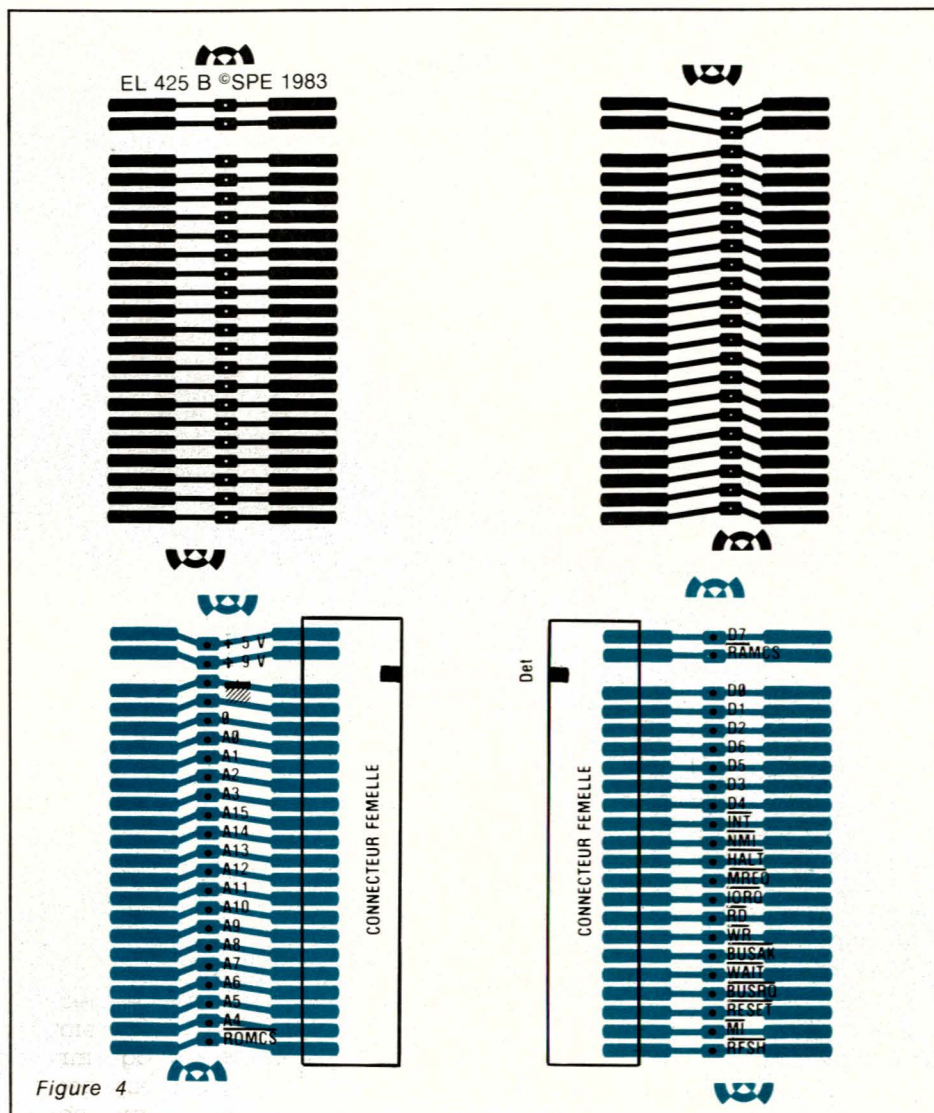 EL 425 B ©SPE 1983
+ 5 V
+ 9 V
0
A0
A1
A2
A3
A15
A14
A13
A12
A11
A10
A9
A8
A7
A6
A5
A4
ROMCS
CONNECTEUR FEMELLE
Det
CONNECTEUR FEMELLE
D7
RAMCS
D0
D1
D2
D6
D5
D3
D4
INT
NMI
HALT
MREQ
IORQ
RD
WR
BUSAK
WAIT
BUSRQ
RESET
MI
RFSH
Figure 4